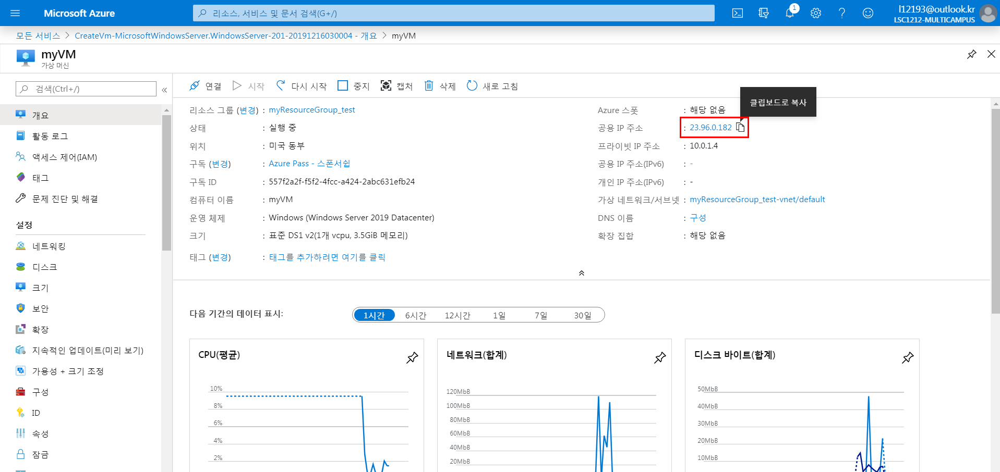 Microsoft Azure
리소스, 서비스 및 문서 검색(G+/)
1
l12193@outlook.kr
LSC1212-MULTICAMPUS
모든 서비스 > CreateVm-MicrosoftWindowsServer.WindowsServer-201-20191216030004 - 개요 > myVM
myVM
가상 머신
검색(Ctrl+/)
«
개요
활동 로그
액세스 제어(IAM)
태그
문제 진단 및 해결
설정
네트워킹
디스크
크기
보안
확장
지속적인 업데이트(미리 보기)
가용성 + 크기 조정
구성
ID
속성
잠금
연결 시작 다시 시작 중지 캡처 삭제 새로 고침
클립보드로 복사
리소스 그룹 (변경) : myResourceGroup_test
상태 : 실행 중
위치 : 미국 동부
구독 (변경) : Azure Pass - 스폰서쉽
구독 ID : 557f2a2f-f5f2-4fcc-a424-2abc631efb24
컴퓨터 이름 : myVM
운영 체제 : Windows (Windows Server 2019 Datacenter)
크기 : 표준 DS1 v2(1개 vcpu, 3.5GiB 메모리)
태그 (변경) : 태그를 추가하려면 여기를 클릭
Azure 스폿 : 해당 없음
공용 IP 주소 : 23.96.0.182
프라이빗 IP 주소 : 10.0.1.4
공용 IP 주소(IPv6) : -
개인 IP 주소(IPv6) : -
가상 네트워크/서브넷 : myResourceGroup_test-vnet/default
DNS 이름 : 구성
확장 집합 : 해당 없음
다음 기간의 데이터 표시:
1시간 6시간 12시간 1일 7일 30일
CPU(평균)
10%
8%
6%
4%
2%
네트워크(합계)
120MbB
100MbB
80MbB
60MbB
40MbB
20MbB
디스크 바이트(합계)
50MbB
40MbB
30MbB
20MbB
10MbB